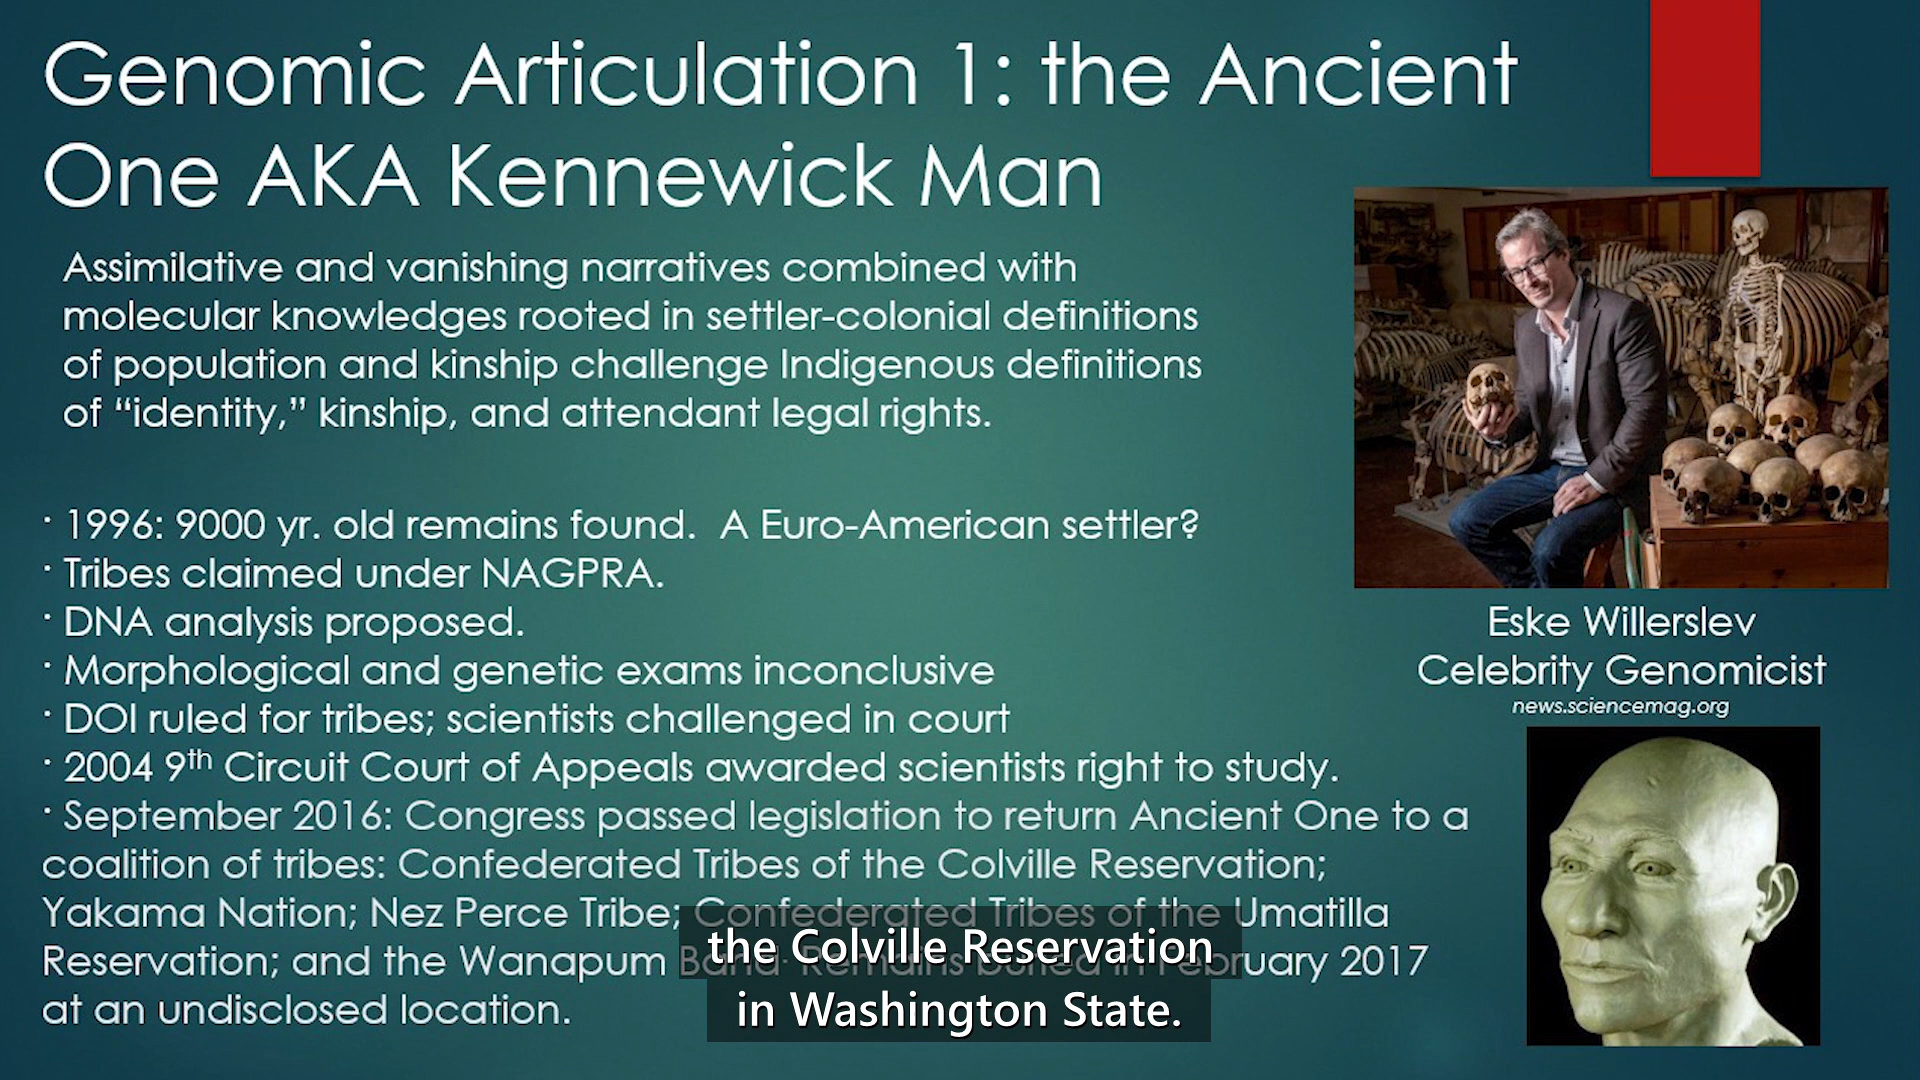 Genomic Articulation 1: the Ancient
One AKA Kennewick Man
Assimilative and vanishing narratives combined with
molecular knowledges rooted in settler-colonial definitions
of population and kinship challenge Indigenous definitions
of “identity,” kinship, and attendant legal rights.
· 1996: 9000 yr. old remains found.  A Euro-American settler?
· Tribes claimed under NAGPRA.
· DNA analysis proposed.
· Morphological and genetic exams inconclusive
· DOI ruled for tribes; scientists challenged in court
· 2004 9th Circuit Court of Appeals awarded scientists right to study.
· September 2016: Congress passed legislation to return Ancient One to a
coalition of tribes: Confederated Tribes of the Colville Reservation;
Yakama Nation; Nez Perce Tribe; Confederated Tribes of the Umatilla
Reservation; and the Wanapum Band. Remains buried in February 2017
at an undisclosed location.
Eske Willerslev
Celebrity Genomicist
news.sciencemag.org
the Colville Reservation
in Washington State.